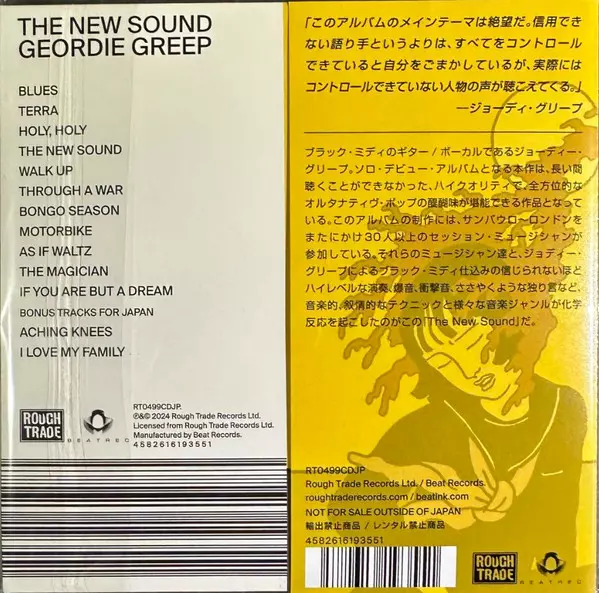 THE NEW SOUND
GEORDIE GREEP
BLUES
TERRA
HOLY, HOLY
THE NEW SOUND
WALK UP
THROUGH A WAR
BONGO SEASON
MOTORBIKE
AS IF WALTZ
THE MAGICIAN
IF YOU ARE BUT A DREAM
BONUS TRACKS FOR JAPAN
ACHING KNEES
I LOVE MY FAMILY
ROUGH
TRADE
BEATREC
RT0499CDJP.
℗&© 2024 Rough Trade Records Ltd.
Licensed from Rough Trade Records Ltd.
Manufactured by Beat Records.
4582616193551
「このアルバムのメインテーマは絶望だ。信用でき
ない語り手というよりは、すべてをコントロール
できていると自分をごまかしているが、実際には
コントロールできていない人物の声が聴こえてくる。」
―ジョーディ・グリープ
ブラック・ミディのギター / ボーカルであるジョーディー・
グリープ。ソロ・デビュー・アルバムとなる本作は、長い間
聴くことができなかった、ハイクオリティで、全方位的な
オルタナティヴ・ポップの醍醐味が堪能できる作品となって
いる。このアルバムの制作には、サンパウロ〜ロンドンを
またにかけ30人以上のセッション・ミュージシャンが
参加している。それらのミュージシャン達と、ジョディー・
グリープによるブラック・ミディ仕込みの信じられないほど
ハイレベルな演奏、爆音、衝撃音、ささやくような独り言など、
音楽的、叙情的なテクニックと様々な音楽ジャンルが化学
反応を起こしたのがこの「The New Sound」だ。
RT0499CDJP
Rough Trade Records Ltd. / Beat Records.
roughtraderecords.com / beatink.com
NOT FOR SALE OUTSIDE OF JAPAN
輸出禁止商品 / レンタル禁止商品
4582616193551
ROUGH
TRADE
BEATREC